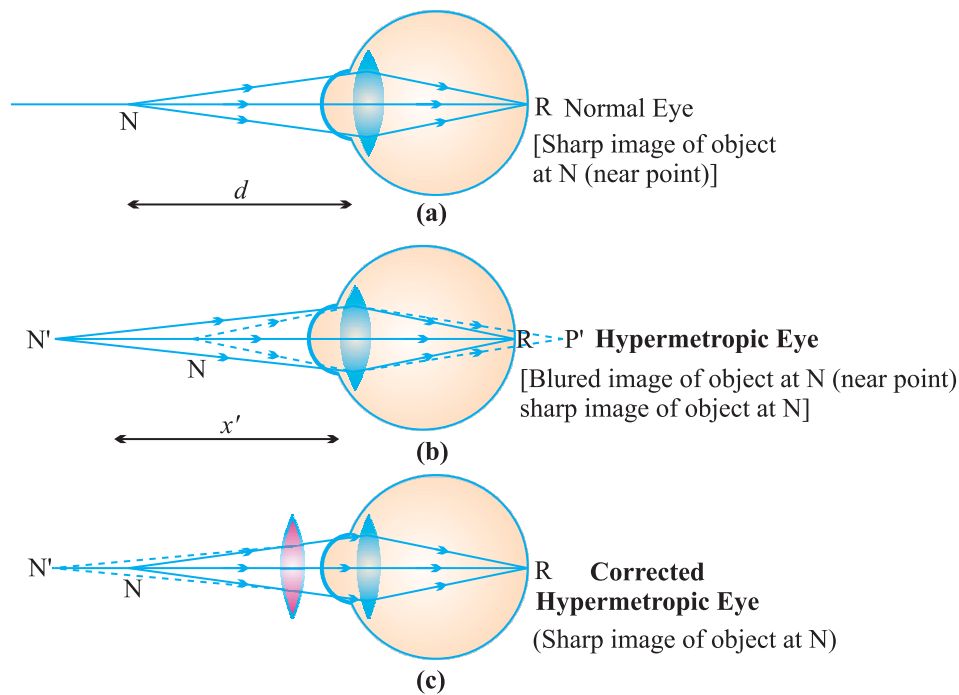 N
R Normal Eye
[Sharp image of object
at N (near point)]
d
(a)
N'
N
R
P' Hypermetropic Eye
[Blured image of object at N (near point)
sharp image of object at N]
x'
(b)
N'
N
R Corrected
Hypermetropic Eye
(Sharp image of object at N)
(c)